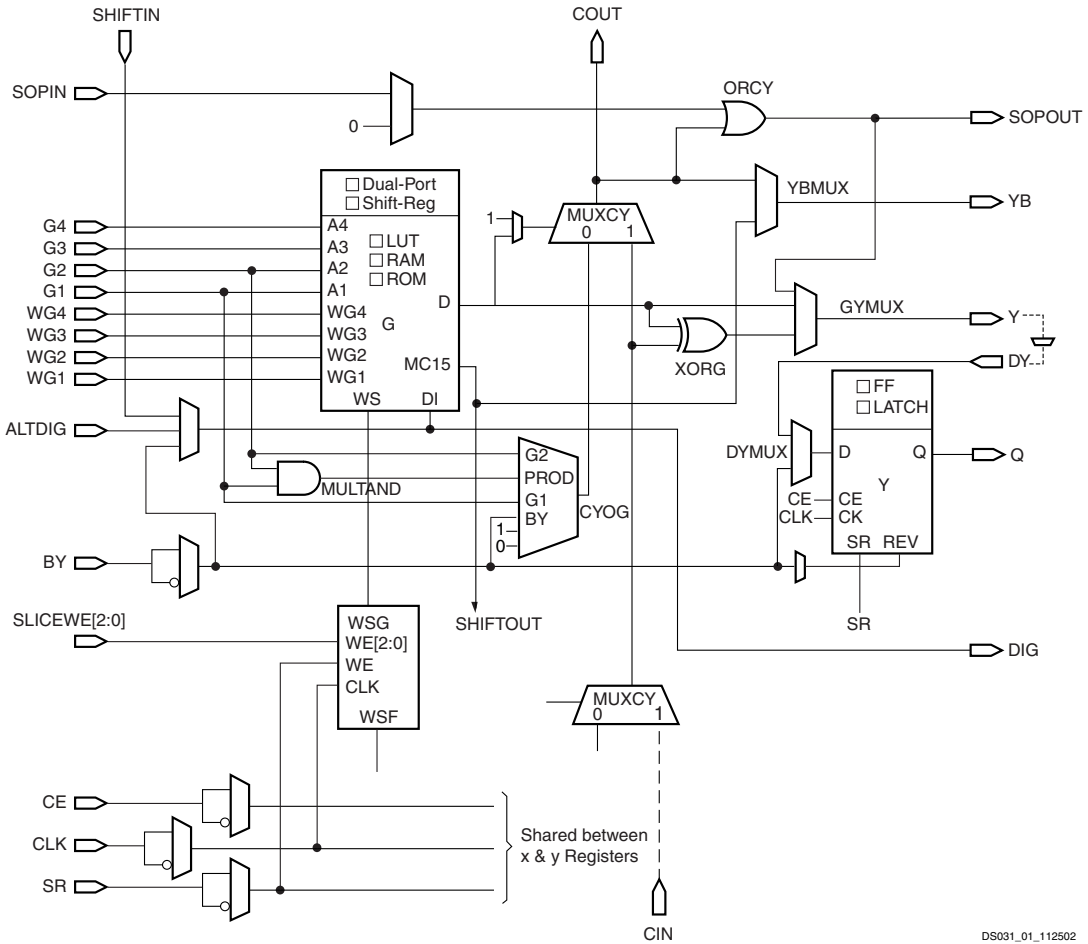 SHIFTIN
COUT
SOPIN
ORCY
0
SOPOUT
Dual-Port
Shift-Reg
YBMUX
YB
G4
G3
G2
G1
WG4
WG3
WG2
WG1
A4
A3
A2
A1
WG4
WG3
WG2
WG1
LUT
RAM
ROM
G
D
MC15
WS
DI
1
MUXCY
0 1
GYMUX
Y
DY
XORG
FF
LATCH
ALTDIG
DYMUX
D
Q
Q
Y
CE
CE
CLK
CK
SR REV
MULTAND
G2
PROD
G1
BY
1
0
CYOG
BY
SLICEWE[2:0]
WSG
WE[2:0]
WE
CLK
WSF
SHIFTOUT
SR
DIG
MUXCY
0 1
CE
CLK
SR
Shared between
x & y Registers
CIN
DS031_01_112502